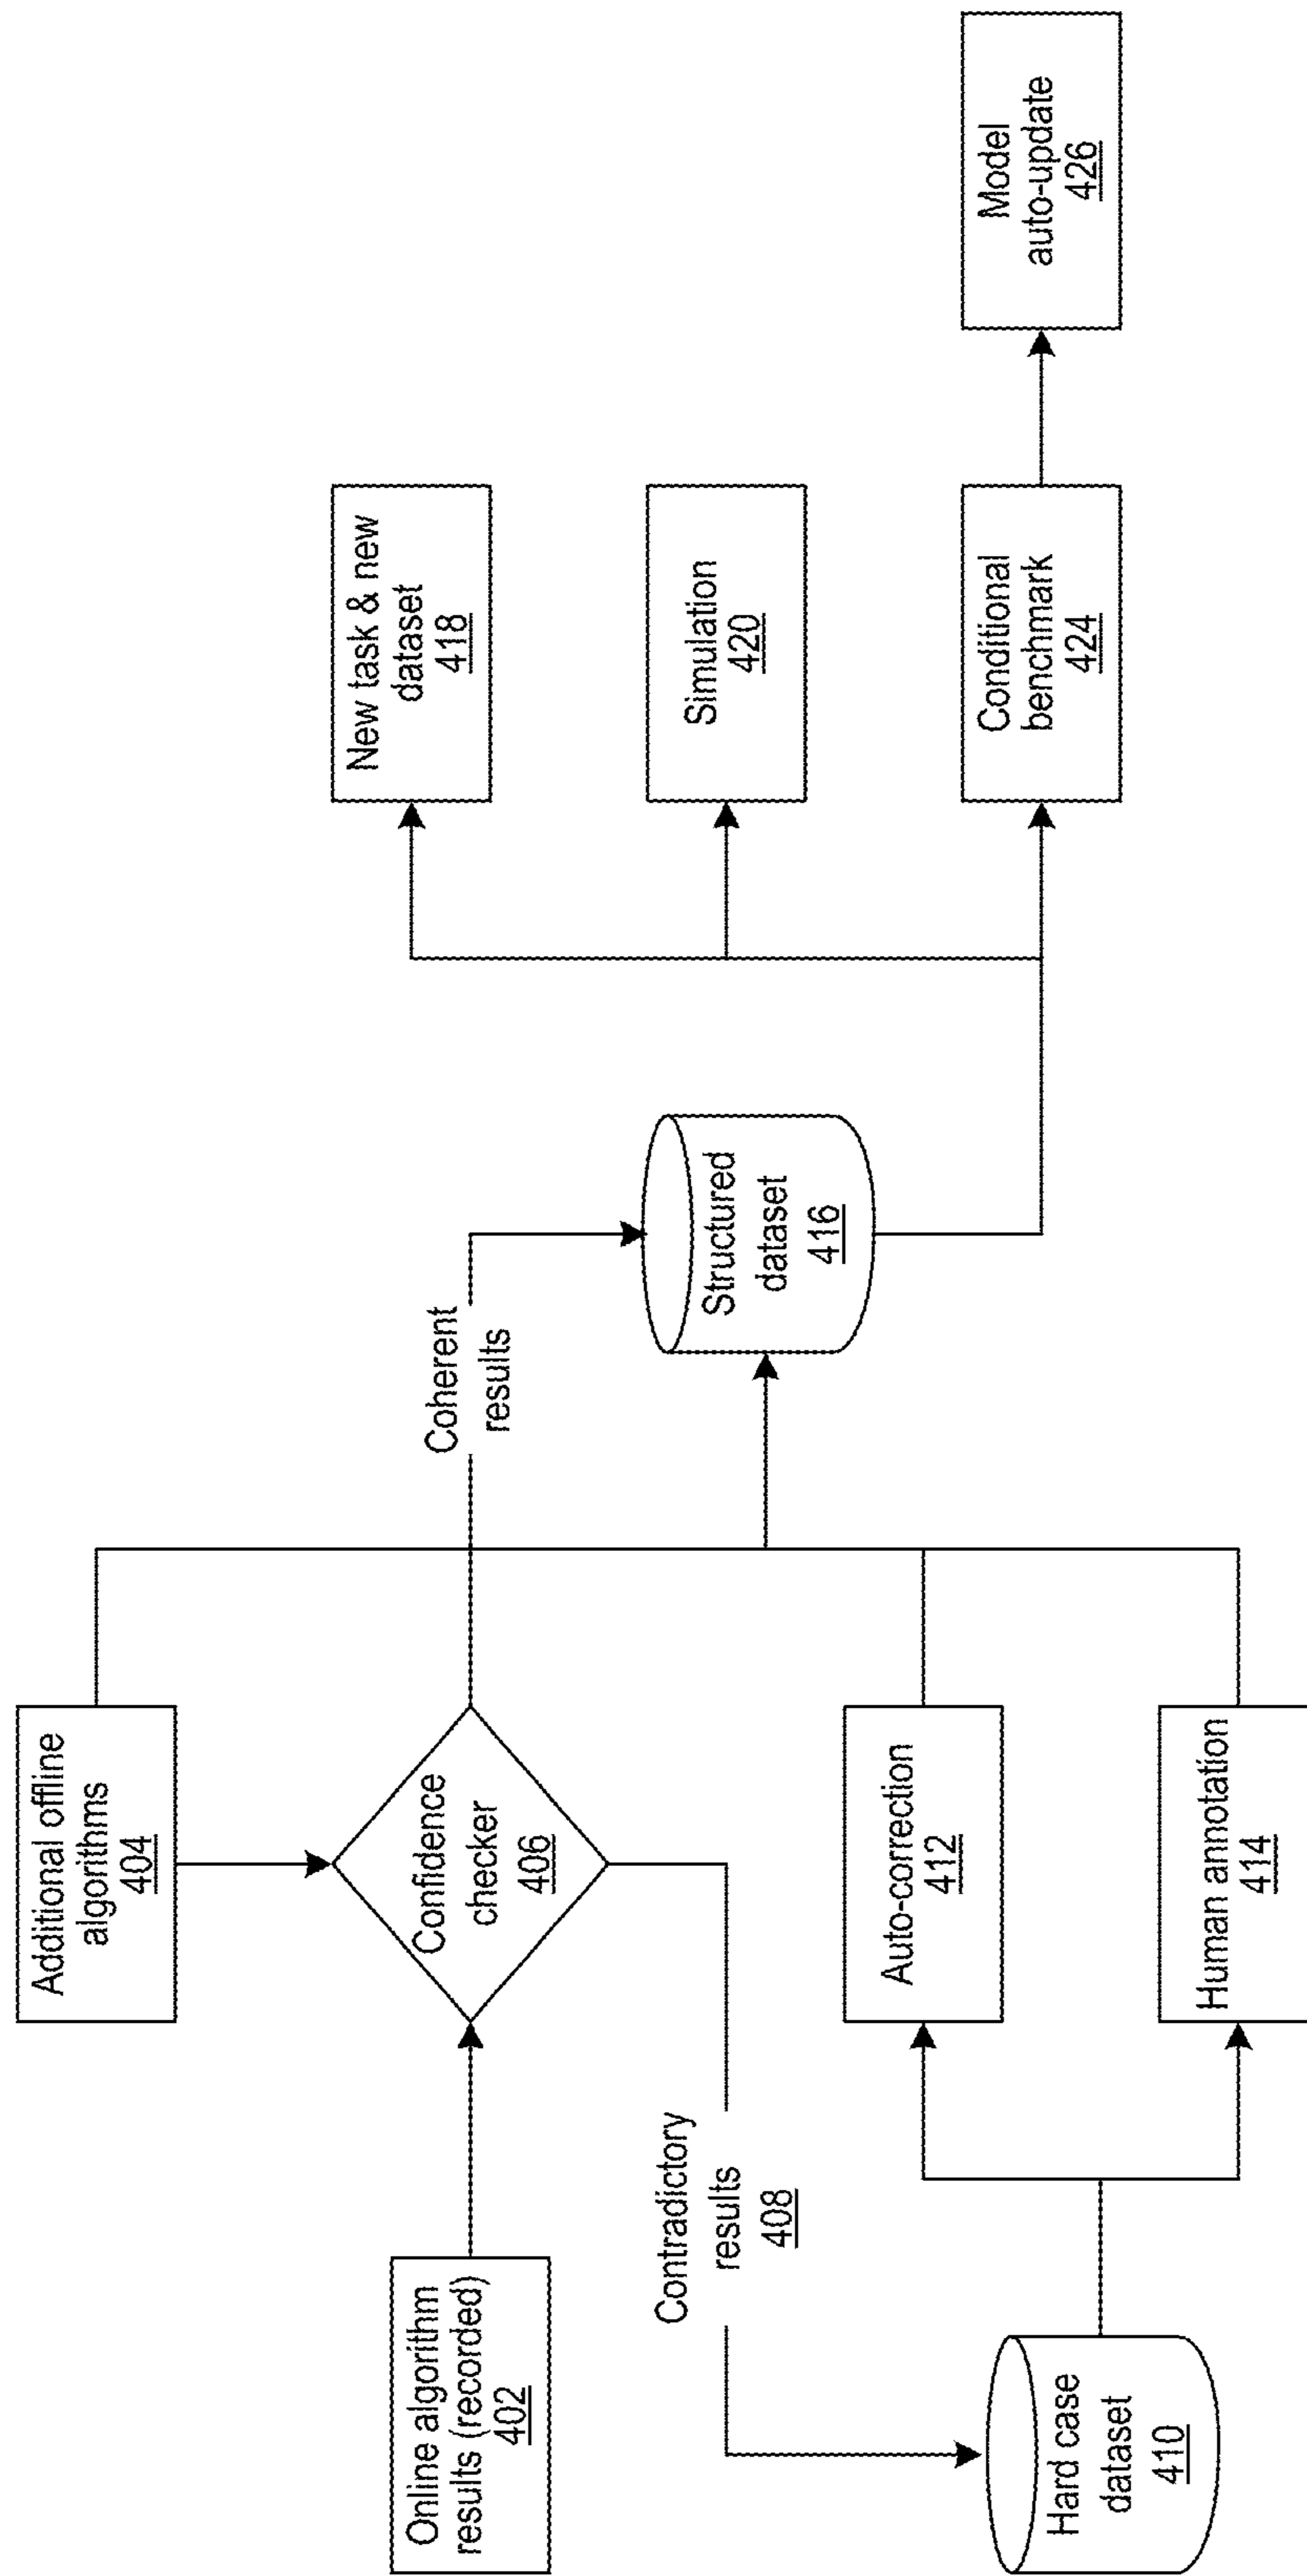 Online algorithm
results (recorded)
402
Additional offline
algorithms
404
Confidence
checker
406
Contradictory
results
408
Hard case
dataset
410
Auto-correction
412
Human annotation
414
Coherent
results
Structured
dataset
416
New task & new
dataset
418
Simulation
420
Conditional
benchmark
424
Model
auto-update
426